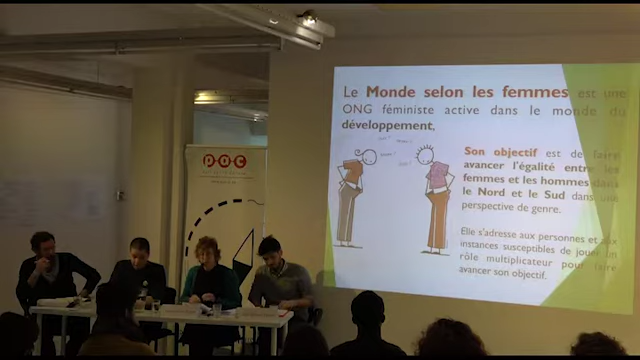 Le Monde selon les femmes est une
ONG féministe active dans le monde du
développement.
Son objectif est de faire
avancer l'égalité entre les
femmes et les hommes dans
le Nord et le Sud dans une
perspective de genre.
Elle s'adresse aux personnes et aux
instances susceptibles de jouer un
rôle multiplicateur pour faire
avancer son objectif.
pac